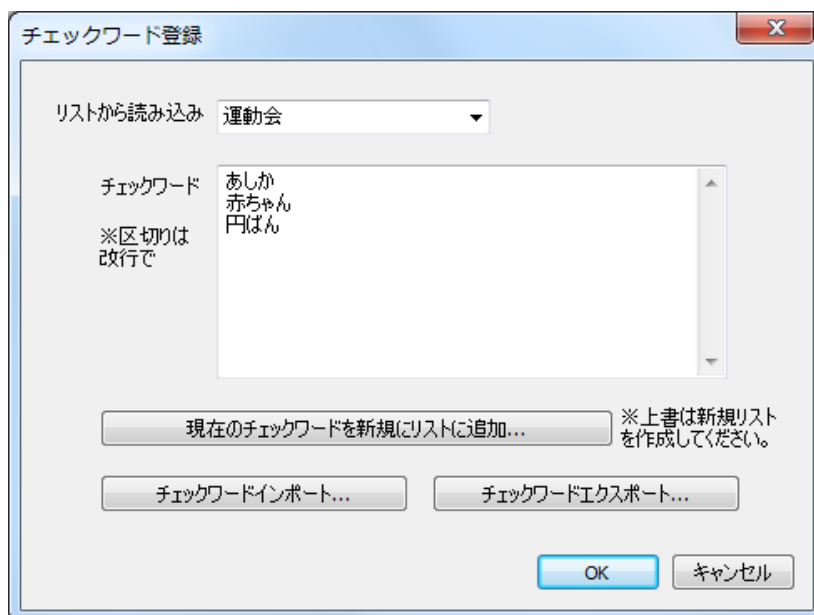 チェックワード登録
リストから読み込み
運動会
チェックワード
※区切りは
改行で
あしか
赤ちゃん
円ばん
現在のチェックワードを新規にリストに追加...
※上書は新規リスト
を作成してください。
チェックワードインポート...
チェックワードエクスポート...
OK
キャンセル